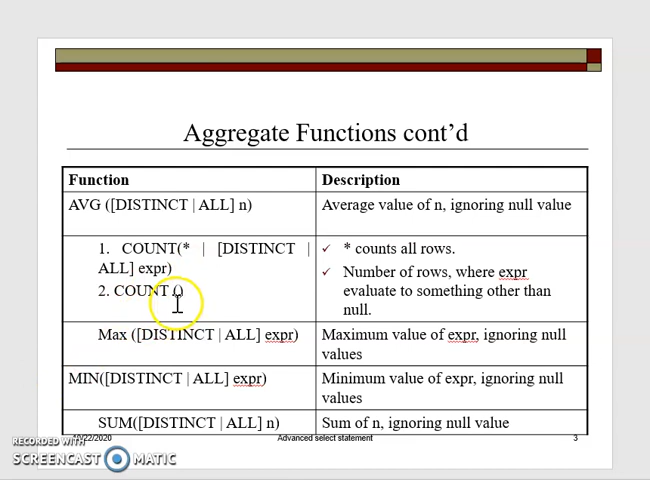 Aggregate Functions cont’d
Function Description
AVG ([DISTINCT | ALL] n) Average value of n, ignoring null value
1. COUNT(* | [DISTINCT |
ALL] expr)
2. COUNT ()
✓ * counts all rows.
✓ Number of rows, where expr
evaluate to something other than
null.
Max ([DISTINCT | ALL] expr) Maximum value of expr, ignoring null
values
MIN([DISTINCT | ALL] expr) Minimum value of expr, ignoring null
values
SUM([DISTINCT | ALL] n) Sum of n, ignoring null value
/22/2020 Advanced select statement 3
RECORDED WITH
SCREENCAST MATIC